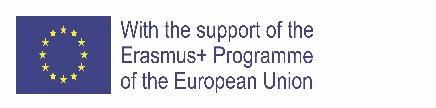 With the support of the
Erasmus+ Programme
of the European Union